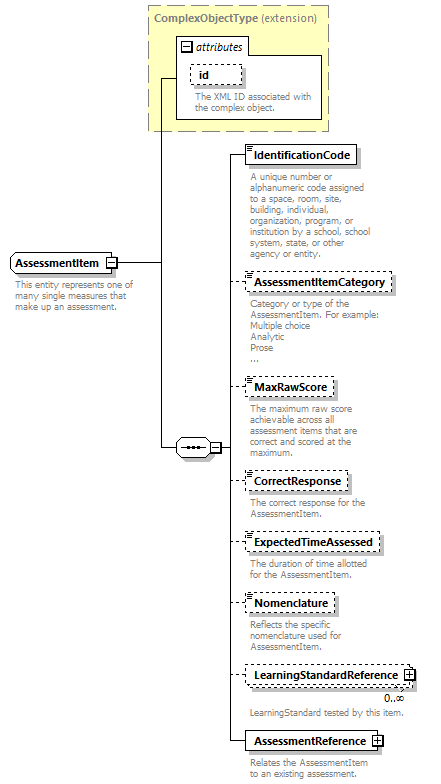 ComplexObjectType (extension)
attributes
id
The XML ID associated with
the complex object.
IdentificationCode
A unique number or
alphanumeric code assigned
to a space, room, site,
building, individual,
organization, program, or
institution by a school, school
system, state, or other
agency or entity.
AssessmentItem
This entity represents one of
many single measures that
make up an assessment.
AssessmentItemCategory
Category or type of the
AssessmentItem. For example:
Multiple choice
Analytic
Prose
...
MaxRawScore
The maximum raw score
achievable across all
assessment items that are
correct and scored at the
maximum.
CorrectResponse
The correct response for the
AssessmentItem.
ExpectedTimeAssessed
The duration of time allotted
for the AssessmentItem.
Nomenclature
Reflects the specific
nomenclature used for
AssessmentItem.
LearningStandardReference
0..∞
LearningStandard tested by this item.
AssessmentReference
Relates the AssessmentItem
to an existing assessment.